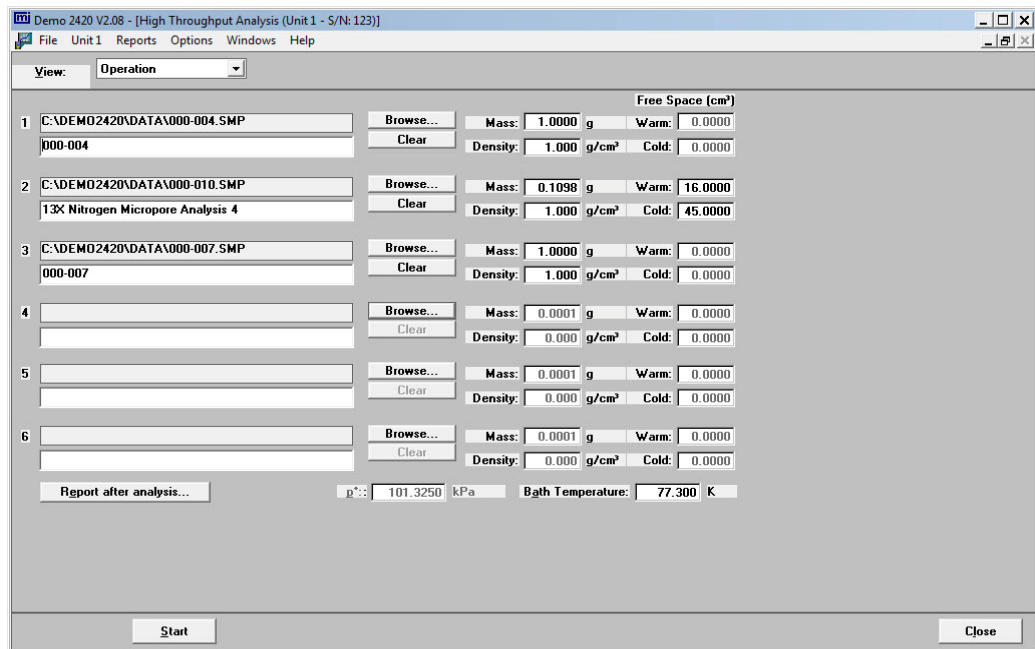 mi Demo 2420 V2.08 - [High Throughput Analysis (Unit 1 - S/N: 123)]
File Unit 1 Reports Options Windows Help
View: Operation
Free Space (cm³)
1 C:\DEMO2420\DATA\000-004.SMP Browse... Mass: 1.0000 g Warm: 0.0000
000-004 Clear Density: 1.000 g/cm³ Cold: 0.0000
2 C:\DEMO2420\DATA\000-010.SMP Browse... Mass: 0.1098 g Warm: 16.0000
13X Nitrogen Micropore Analysis 4 Clear Density: 1.000 g/cm³ Cold: 45.0000
3 C:\DEMO2420\DATA\000-007.SMP Browse... Mass: 1.0000 g Warm: 0.0000
000-007 Clear Density: 1.000 g/cm³ Cold: 0.0000
4 Browse... Mass: 0.0001 g Warm: 0.0000
Clear Density: 0.000 g/cm³ Cold: 0.0000
5 Browse... Mass: 0.0001 g Warm: 0.0000
Clear Density: 0.000 g/cm³ Cold: 0.0000
6 Browse... Mass: 0.0001 g Warm: 0.0000
Clear Density: 0.000 g/cm³ Cold: 0.0000
Report after analysis... p°:: 101.3250 kPa Bath Temperature: 77.300 K
Start Close